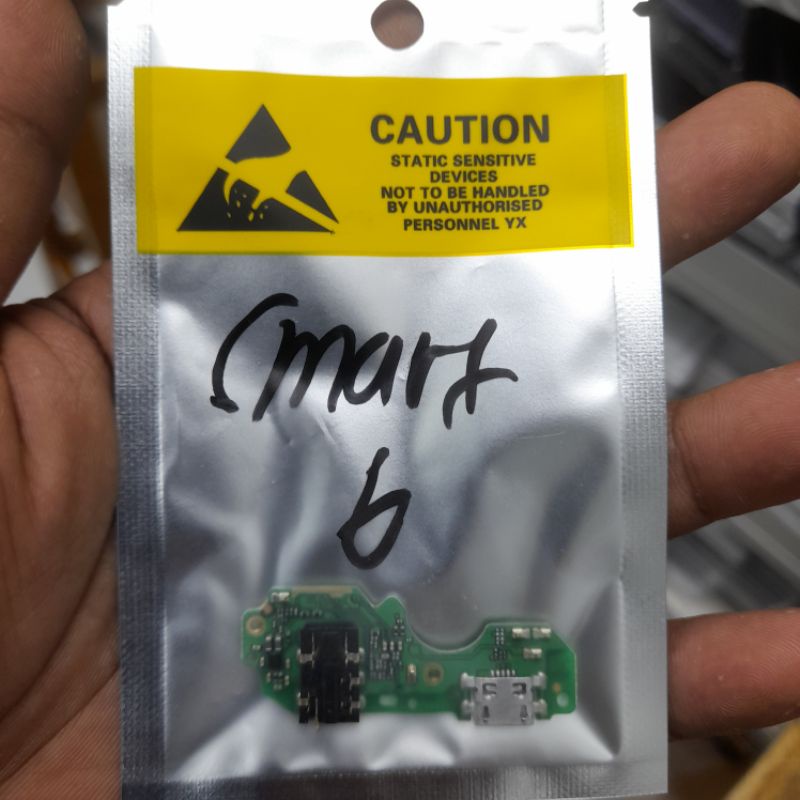 CAUTION
STATIC SENSITIVE
DEVICES
NOT TO BE HANDLED
BY UNAUTHORISED
PERSONNEL YX
Smart
6